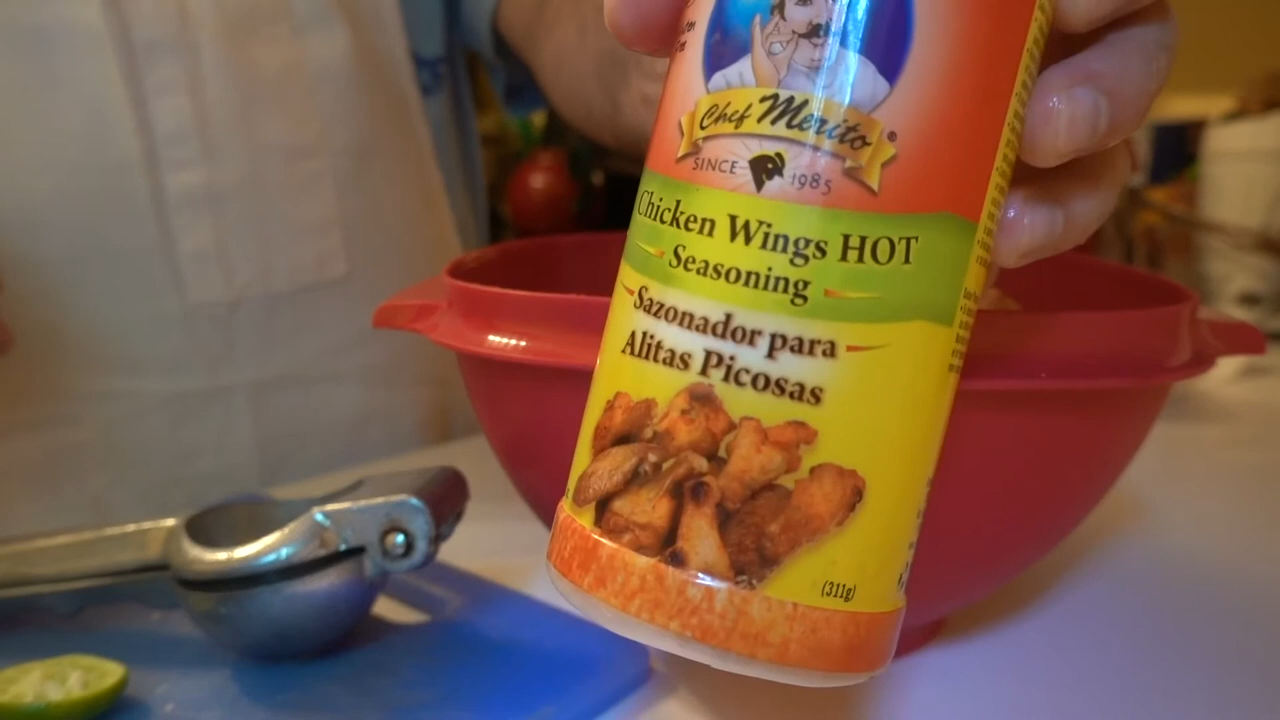 Chef Merito®
SINCE 1985
Chicken Wings HOT
Seasoning
Sazonador para
Alitas Picosas
(311g)